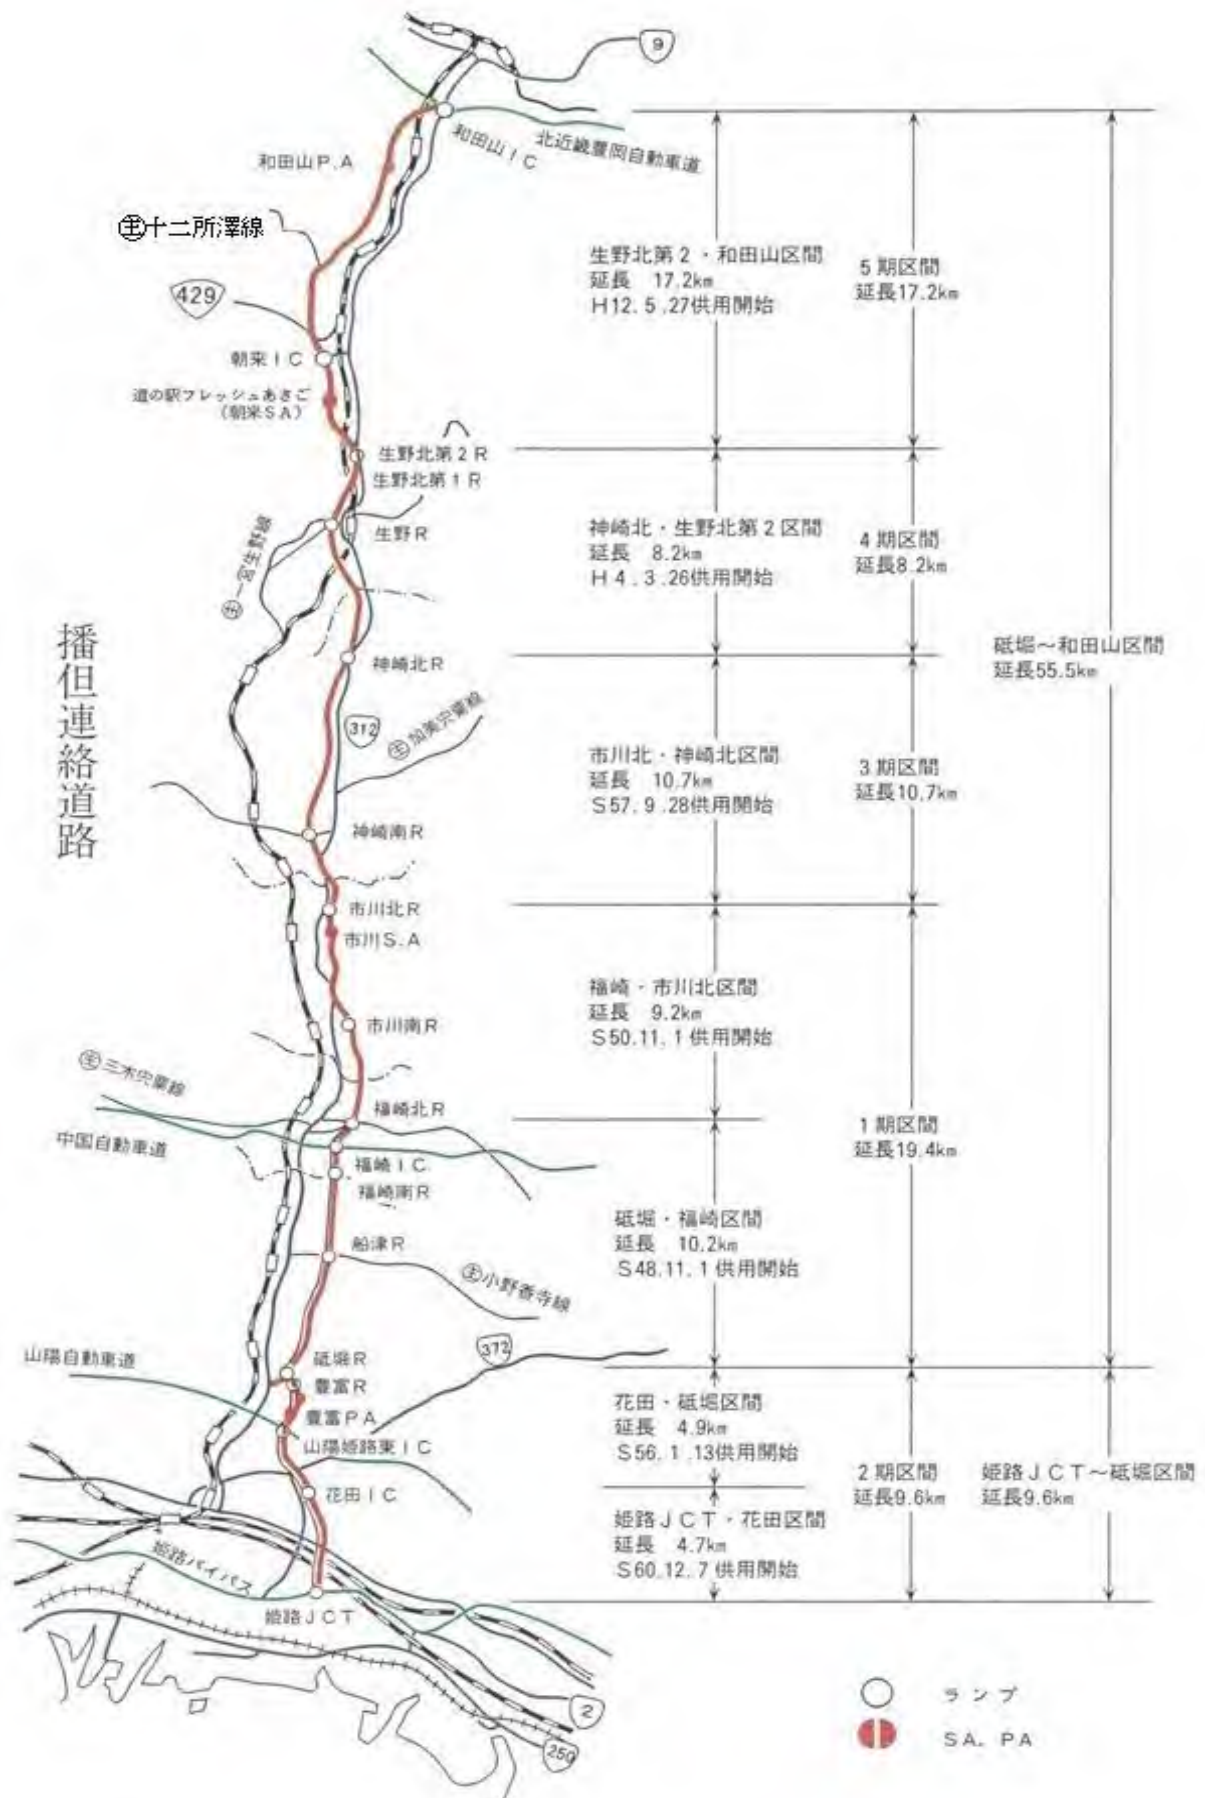 9
和田山IC
北近畿豊岡自動車道
和田山P.A
主十二所澤線
429
朝来IC
道の駅フレッシュあさご
(朝来SA)
生野北第2R
生野北第1R
主一宮生野線
生野R
神崎北R
312
主加美宍粟線
神崎南R
市川北R
市川S.A
市川南R
主三木宍粟線
福崎北R
中国自動車道
福崎IC
福崎南R
船津R
主小野香寺線
372
山陽自動車道
砥堀R
豊富R
豊富PA
山陽姫路東IC
花田IC
姫路バイパス
姫路JCT
2
250
播但連絡道路
生野北第2・和田山区間
延長 17.2km
H12.5.27供用開始
5期区間
延長17.2km
神崎北・生野北第2区間
延長 8.2km
H4.3.26供用開始
4期区間
延長8.2km
砥堀~和田山区間
延長55.5km
市川北・神崎北区間
延長 10.7km
S57.9.28供用開始
3期区間
延長10.7km
福崎・市川北区間
延長 9.2km
S50.11.1供用開始
1期区間
延長19.4km
砥堀・福崎区間
延長 10.2km
S48.11.1供用開始
花田・砥堀区間
延長 4.9km
S56.1.13供用開始
2期区間
延長9.6km
姫路JCT~砥堀区間
延長9.6km
姫路JCT・花田区間
延長 4.7km
S60.12.7供用開始
ランプ
SA. PA